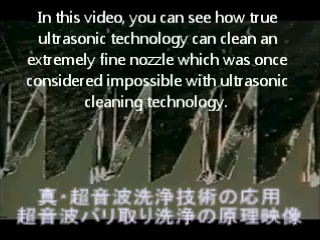 In this video, you can see how true
ultrasonic technology can clean an
extremely fine nozzle which was once
considered impossible with ultrasonic
cleaning technology.
真・超音波洗浄技術の応用
超音波バリ取り洗浄の原理映像